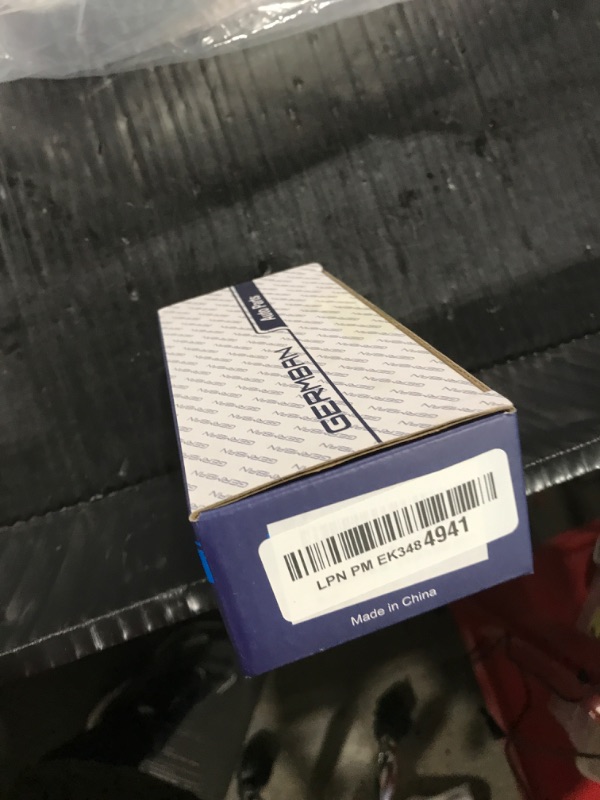 Auto Parts
GERMBAN
LPN PM EK3484941
Made in China